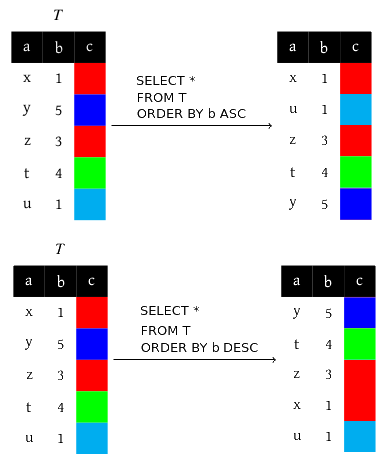 T
a b c
x 1
y 5
z 3
t 4
u 1
SELECT *
FROM T
ORDER BY b ASC
a b c
x 1
u 1
z 3
t 4
y 5
T
a b c
x 1
y 5
z 3
t 4
u 1
SELECT *
FROM T
ORDER BY b DESC
a b c
y 5
t 4
z 3
x 1
u 1